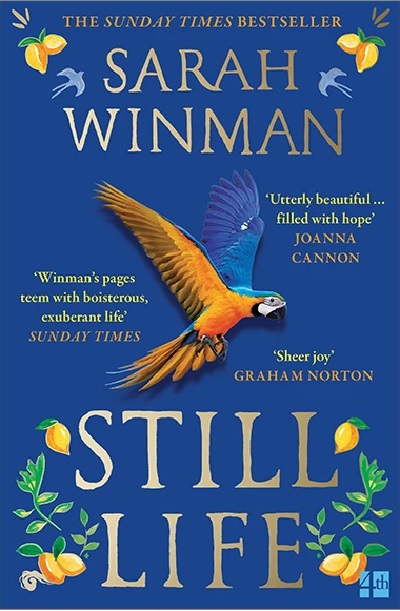 THE SUNDAY TIMES BESTSELLER
SARAH
WINMAN
‘Utterly beautiful ...
filled with hope’
JOANNA
CANNON
‘Winman’s pages
teem with boisterous,
exuberant life’
SUNDAY TIMES
‘Sheer joy’
GRAHAM NORTON
STILL
LIFE
4th